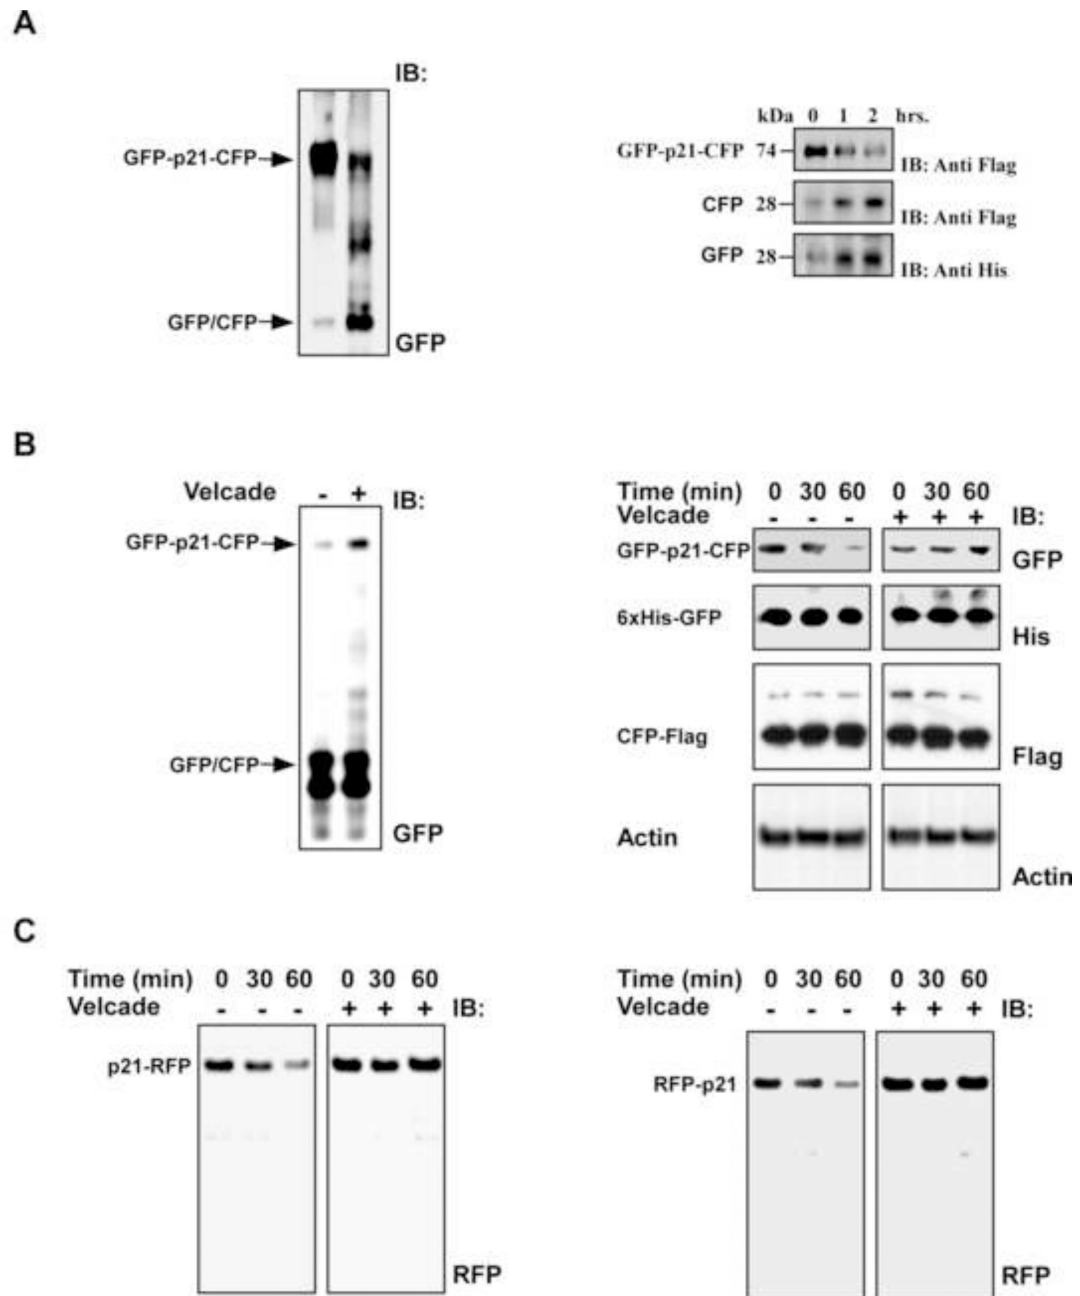 A
IB:
GFP-p21-CFP
GFP/CFP
GFP
kDa 0 1 2 hrs.
GFP-p21-CFP 74
IB: Anti Flag
CFP 28
IB: Anti Flag
GFP 28
IB: Anti His
B
Velcade - + IB:
GFP-p21-CFP
GFP/CFP
GFP
Time (min) 0 30 60 0 30 60
Velcade - - - + + + IB:
GFP-p21-CFP
GFP
6xHis-GFP
His
CFP-Flag
Flag
Actin
Actin
C
Time (min) 0 30 60 0 30 60
Velcade - - - + + + IB:
p21-RFP
RFP
Time (min) 0 30 60 0 30 60
Velcade - - - + + + IB:
RFP-p21
RFP